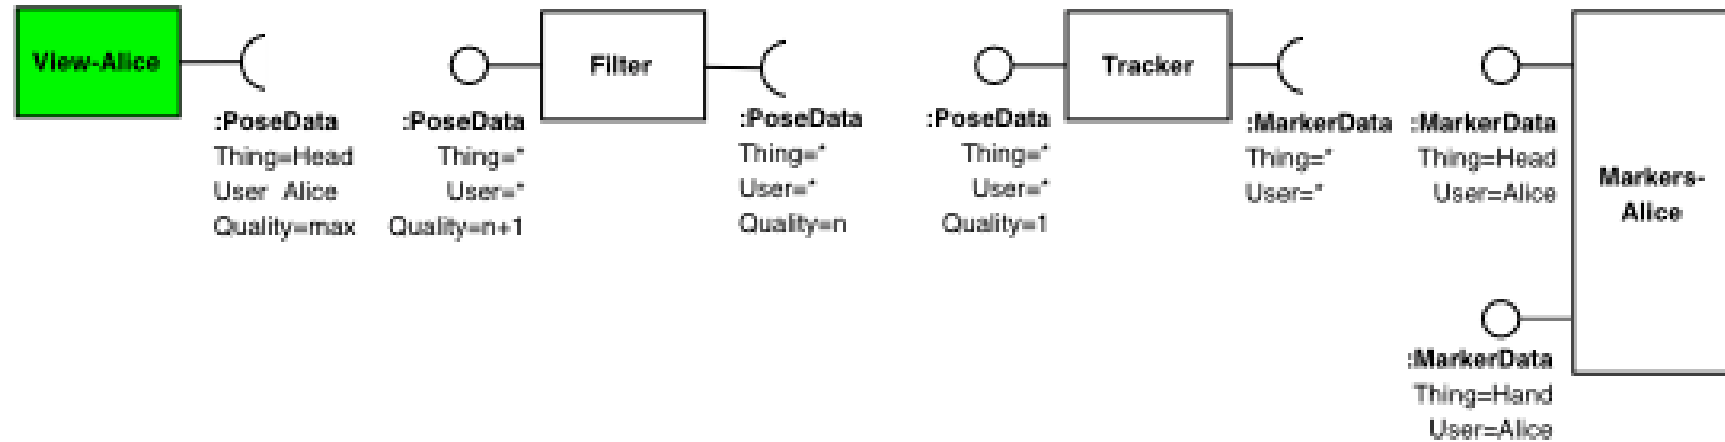 View-Alice
:PoseData
Thing=Head
User Alice
Quality=max
:PoseData
Thing=*
User=*
Quality=n+1
Filter
:PoseData
Thing=*
User=*
Quality=n
:PoseData
Thing=*
User=*
Quality=1
Tracker
:MarkerData
Thing=*
User=*
:MarkerData
Thing=Head
User=Alice
Markers-
Alice
:MarkerData
Thing=Hand
User=Alice